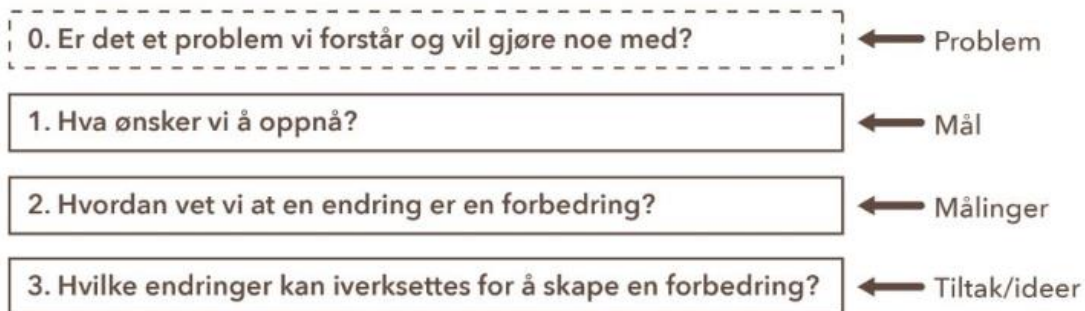 0. Er det et problem vi forstår og vil gjøre noe med? Problem
1. Hva ønsker vi å oppnå? Mål
2. Hvordan vet vi at en endring er en forbedring? Målinger
3. Hvilke endringer kan iverksettes for å skape en forbedring? Tiltak/ideer